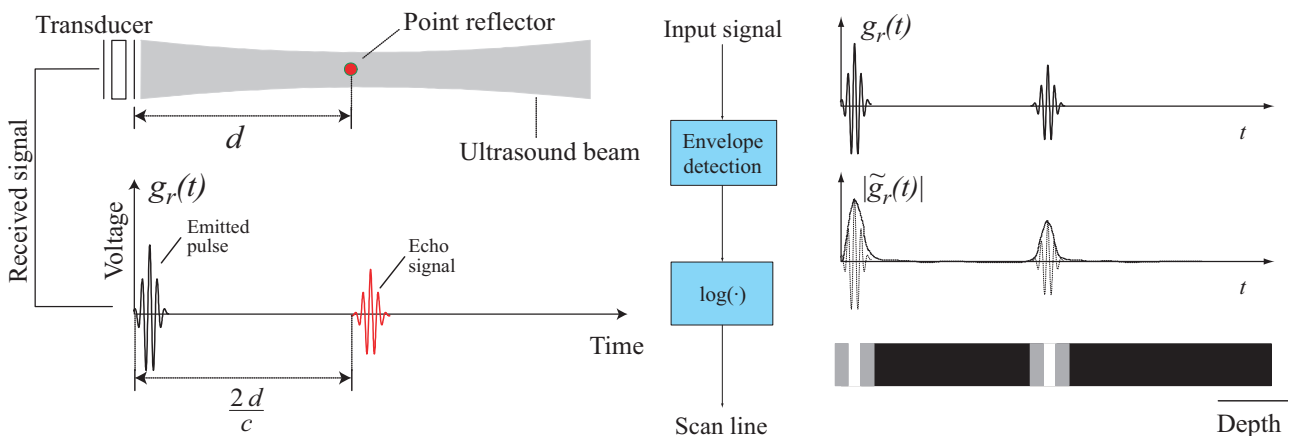 Transducer
Point reflector
d
Ultrasound beam
Received signal
g_r(t)
Voltage
Emitted
pulse
Echo
signal
Time
2d
c
Input signal
Envelope
detection
log(·)
Scan line
g_r(t)
t
|g̃_r(t)|
t
Depth